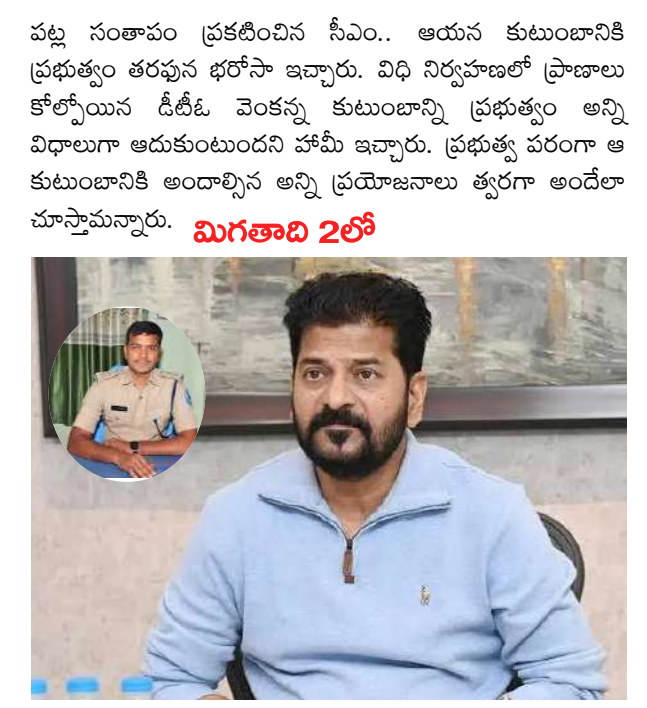 పట్ల సంతాపం ప్రకటించిన సీఎం.. ఆయన కుటుంబానికి
ప్రభుత్వం తరఫున భరోసా ఇచ్చారు. విధి నిర్వహణలో ప్రాణాలు
కోల్పోయిన డీటీఓ వెంకన్న కుటుంబాన్ని ప్రభుత్వం అన్ని
విధాలుగా ఆదుకుంటుందని హామీ ఇచ్చారు. ప్రభుత్వ పరంగా ఆ
కుటుంబానికి అందాల్సిన అన్ని ప్రయోజనాలు త్వరగా అందేలా
చూస్తామన్నారు. మిగతాది 2లో